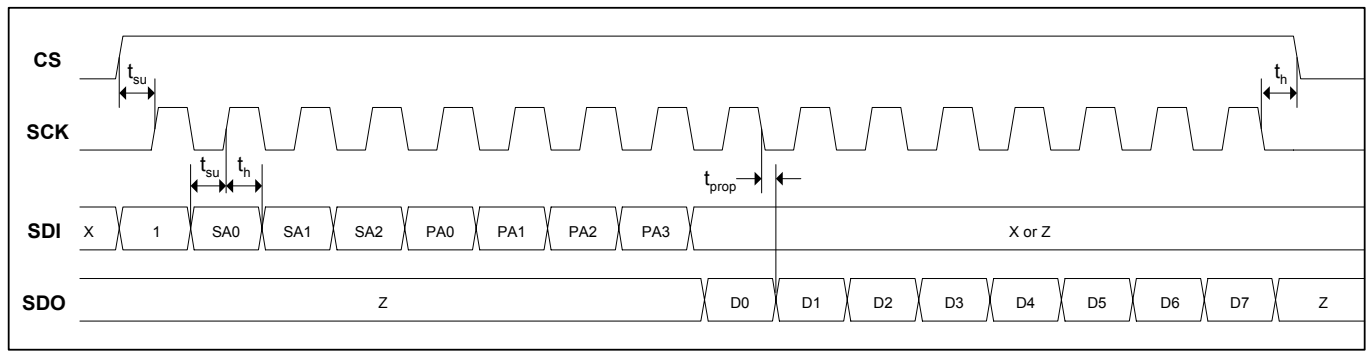 CS
t_su
t_h
SCK
t_su t_h
t_prop
SDI X 1 SA0 SA1 SA2 PA0 PA1 PA2 PA3 X or Z
SDO Z D0 D1 D2 D3 D4 D5 D6 D7 Z